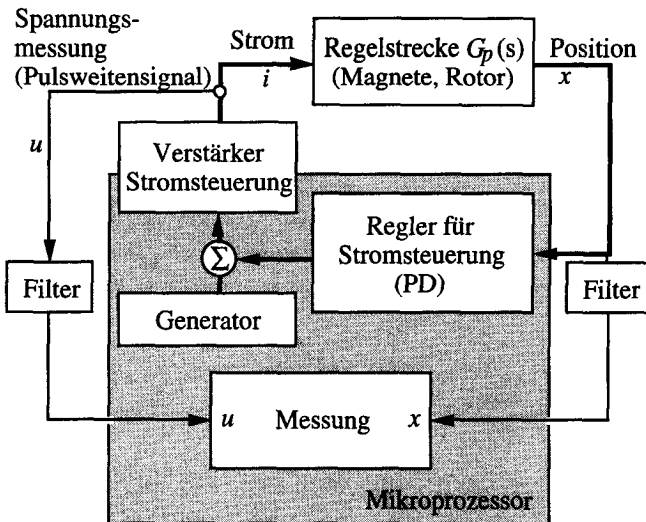 Spannungs-
messung
(Pulsweitensignal)
Strom
i
Regelstrecke Gp(s)
(Magnete, Rotor)
Position
x
u
Verstärker
Stromsteuerung
Regler für
Stromsteuerung
(PD)
Σ
Filter
Generator
Filter
u Messung x
Mikroprozessor